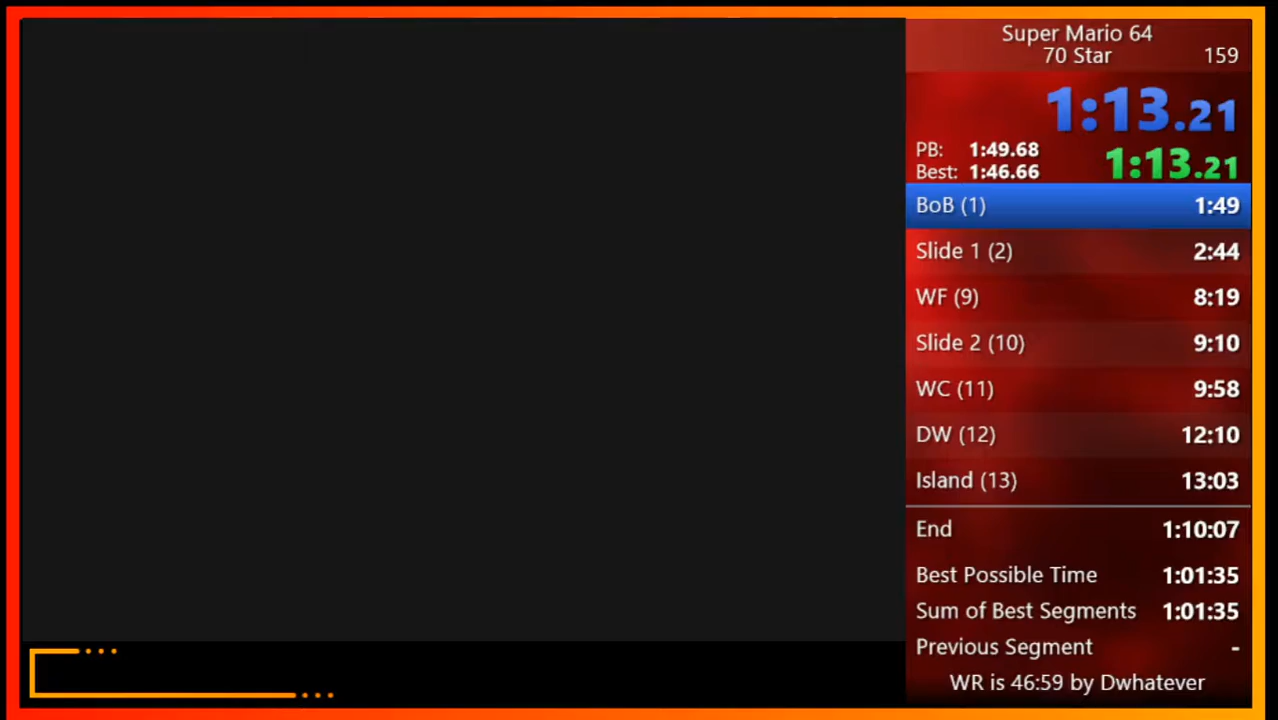 Super Mario 64
70 Star 159
1:13.21
PB: 1:49.68
Best: 1:46.66
1:13.21
BoB (1) 1:49
Slide 1 (2) 2:44
WF (9) 8:19
Slide 2 (10) 9:10
WC (11) 9:58
DW (12) 12:10
Island (13) 13:03
End 1:10:07
Best Possible Time 1:01:35
Sum of Best Segments 1:01:35
Previous Segment -
WR is 46:59 by Dwhatever